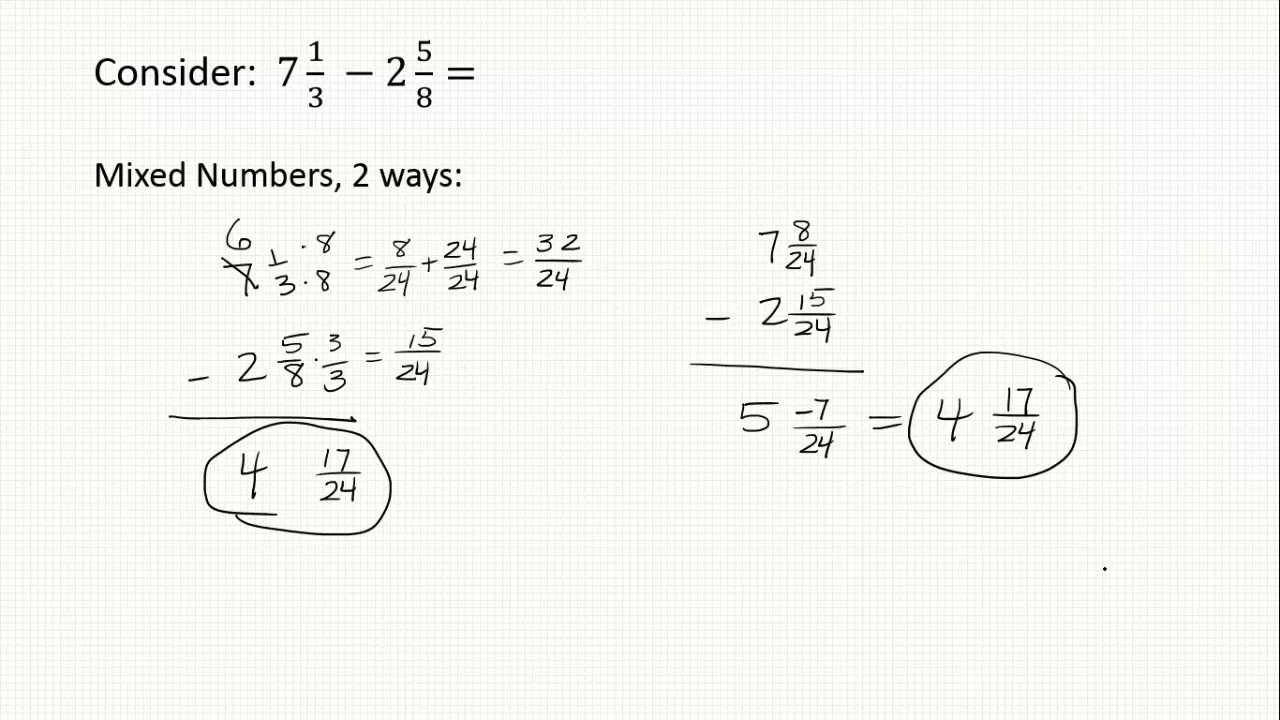 Consider: 7 1/3 − 2 5/8 =
Mixed Numbers, 2 ways:
6
7 1/3 · 8/8 = 8/24 + 24/24 = 32/24
− 2 5/8 · 3/3 = 15/24
4 17/24
7 8/24
− 2 15/24
5 -7/24 = 4 17/24